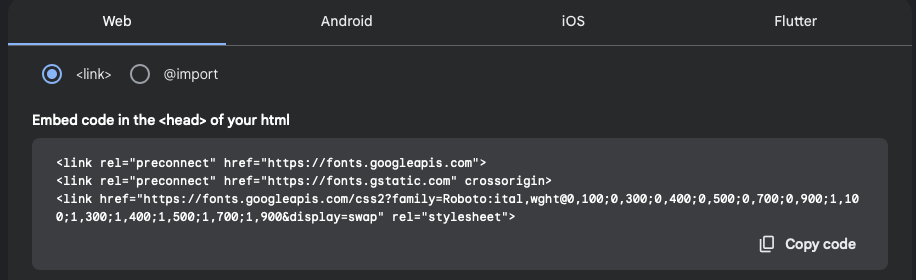 Web Android iOS Flutter
<link> @import
Embed code in the <head> of your html
<link rel="preconnect" href="https://fonts.googleapis.com">
<link rel="preconnect" href="https://fonts.gstatic.com" crossorigin>
<link href="https://fonts.googleapis.com/css2?family=Roboto:ital,wght@0,100;0,300;0,400;0,500;0,700;0,900;1,10
0;1,300;1,400;1,500;1,700;1,900&display=swap" rel="stylesheet">
Copy code